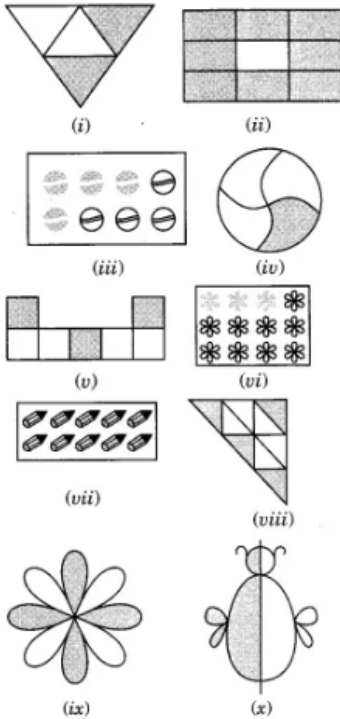 (i) (ii)
(iii) (iv)
(v) (vi)
(vii) (viii)
(ix) (x)